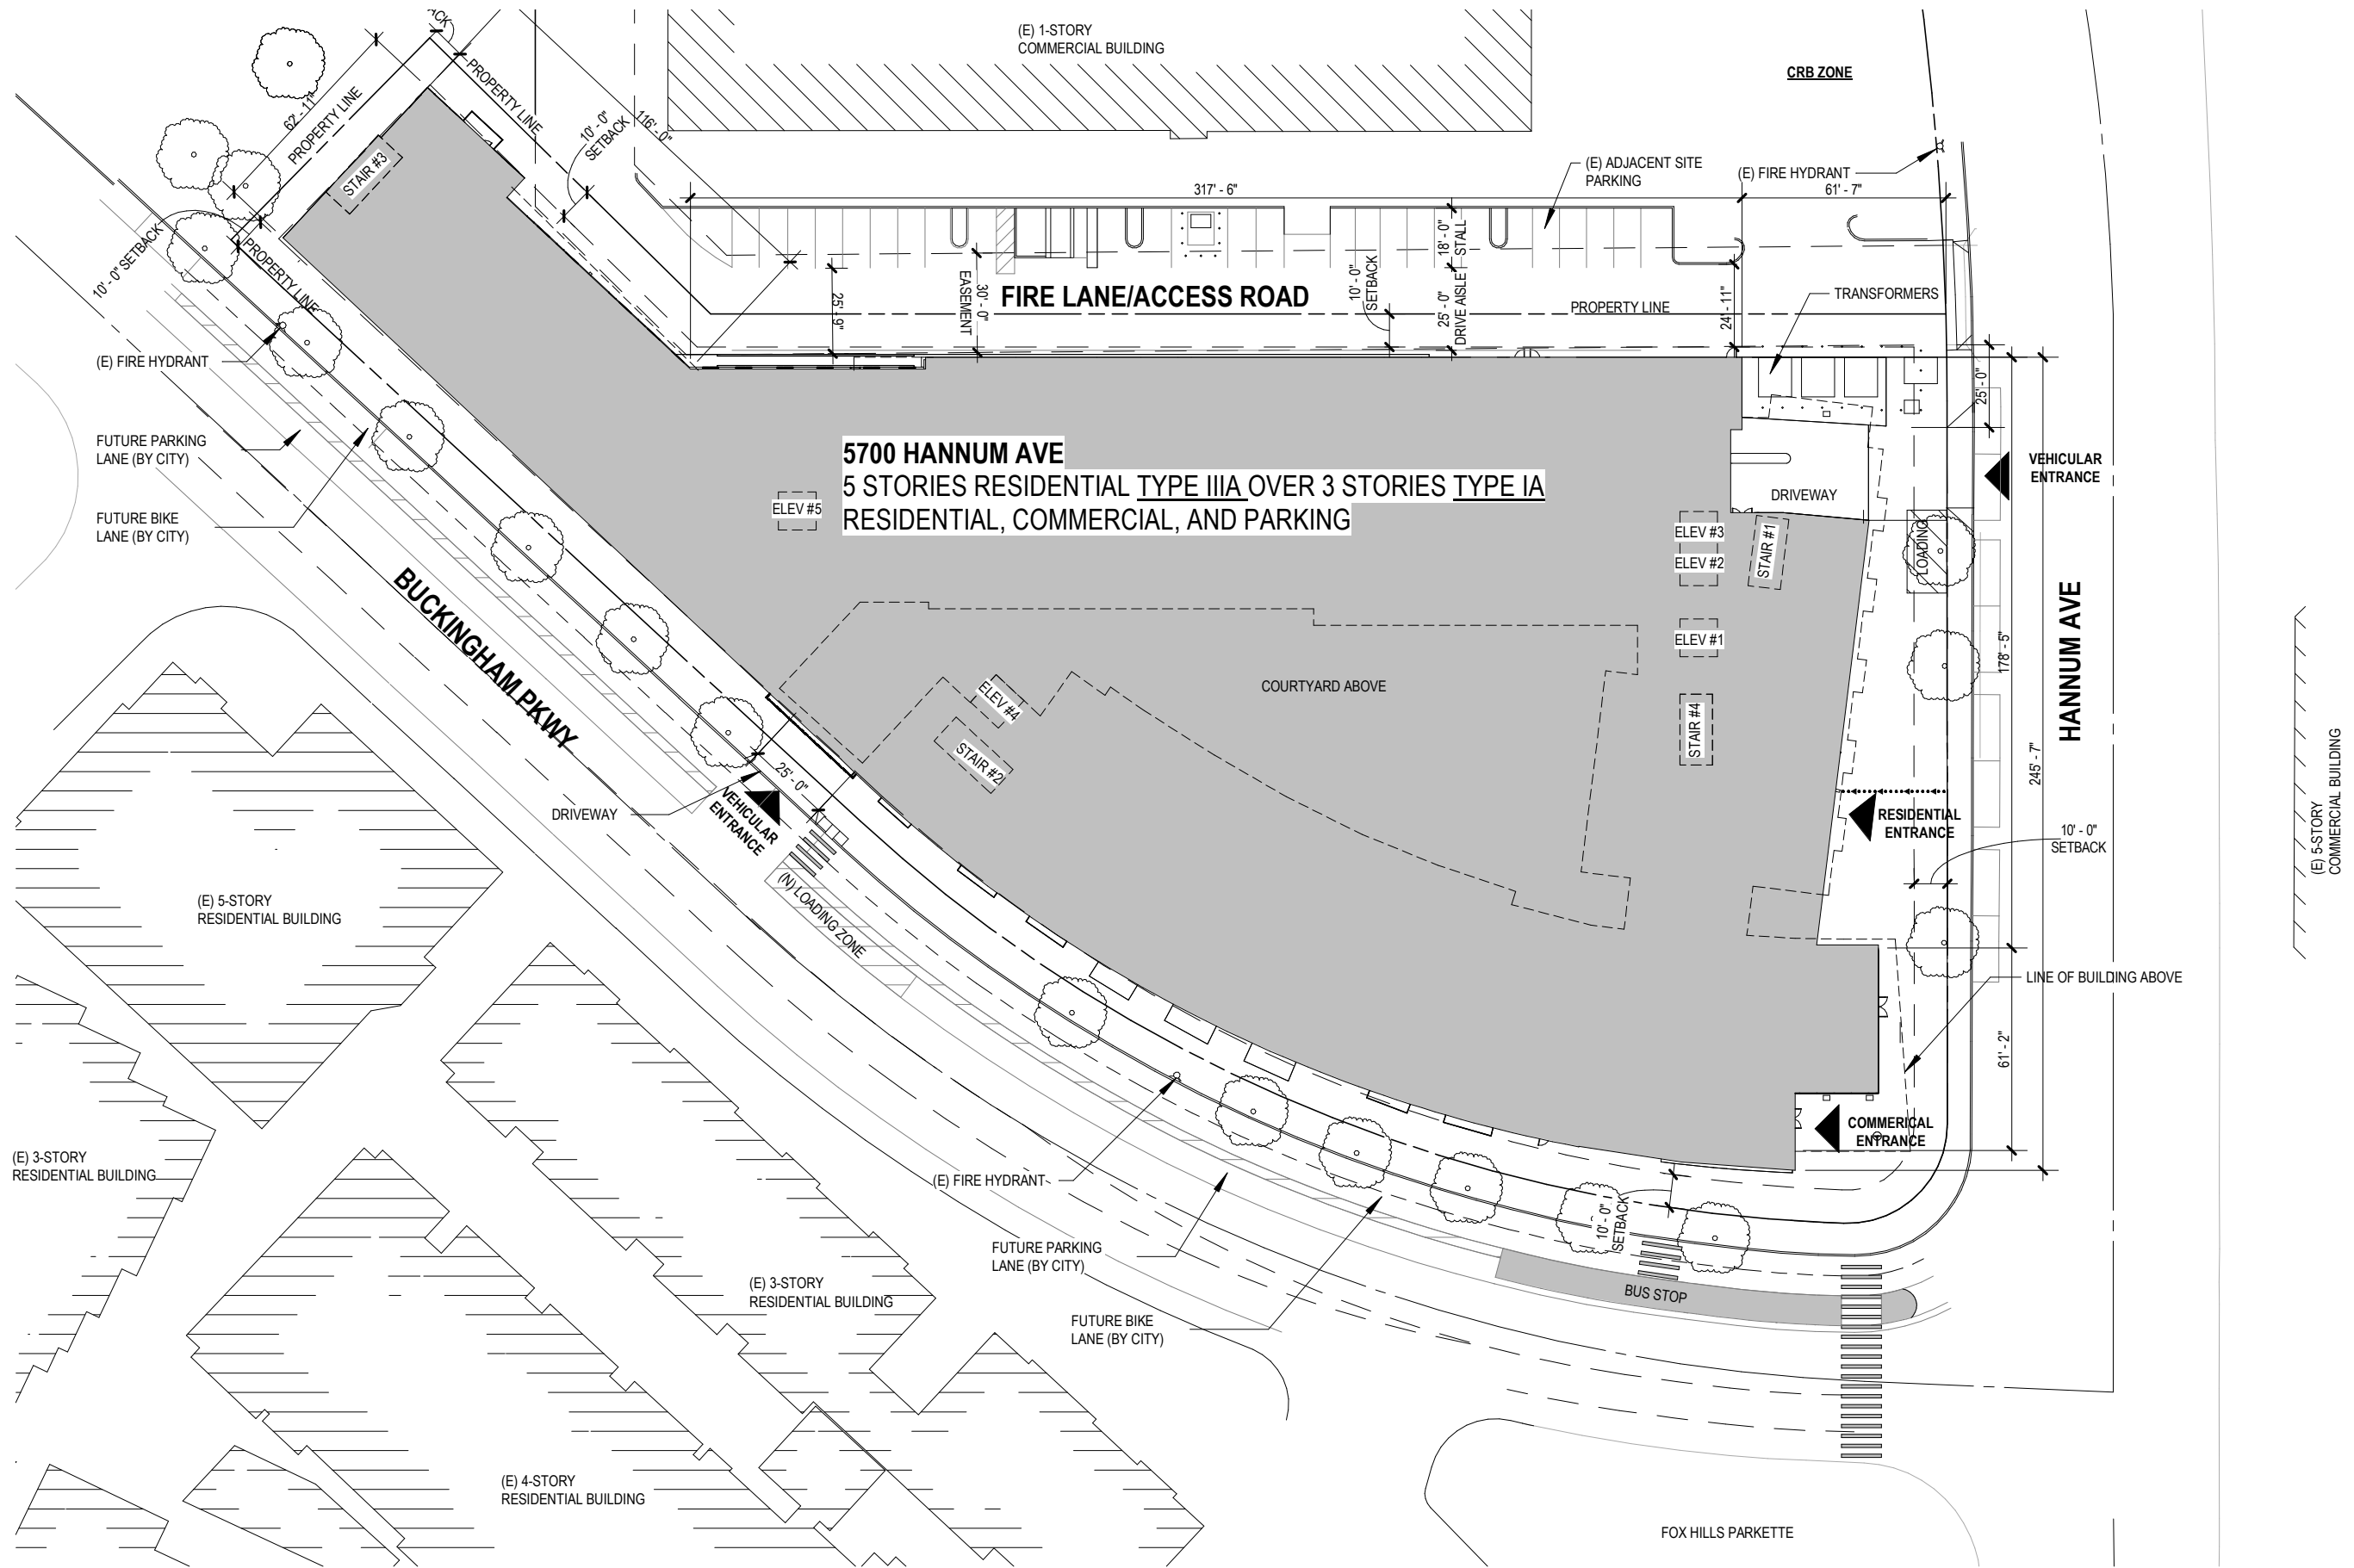 ACK
(E) 1-STORY
COMMERCIAL BUILDING
CRB ZONE
PROPERTY LINE
62' - 11"
PROPERTY LINE
10' - 0"
SETBACK
116' - 0"
STAIR #3
(E) ADJACENT SITE
PARKING
(E) FIRE HYDRANT
317' - 6"
61' - 7"
10' - 0" SETBACK
PROPERTY LINE
18' - 0"
STALL
25' - 9"
EASEMENT
30' - 0"
FIRE LANE/ACCESS ROAD
10' - 0"
SETBACK
25' - 0"
DRIVE AISLE
PROPERTY LINE
24' - 11"
TRANSFORMERS
(E) FIRE HYDRANT
25' - 0"
FUTURE PARKING
LANE (BY CITY)
5700 HANNUM AVE
5 STORIES RESIDENTIAL TYPE IIIA OVER 3 STORIES TYPE IA
RESIDENTIAL, COMMERCIAL, AND PARKING
VEHICULAR
ENTRANCE
DRIVEWAY
FUTURE BIKE
LANE (BY CITY)
ELEV #5
ELEV #3
ELEV #2
STAIR #1
LOADING
BUCKINGHAM PKWY
ELEV #1
178' - 5"
HANNUM AVE
COURTYARD ABOVE
ELEV #4
STAIR #4
STAIR #2
245' - 7"
25' - 0"
DRIVEWAY
VEHICULAR
ENTRANCE
RESIDENTIAL
ENTRANCE
10' - 0"
SETBACK
(E) 5-STORY
COMMERCIAL BUILDING
(E) 5-STORY
RESIDENTIAL BUILDING
(N) LOADING ZONE
LINE OF BUILDING ABOVE
61' - 2"
COMMERICAL
ENTRANCE
(E) 3-STORY
RESIDENTIAL BUILDING
(E) FIRE HYDRANT
10' - 0"
SETBACK
FUTURE PARKING
LANE (BY CITY)
(E) 3-STORY
RESIDENTIAL BUILDING
BUS STOP
FUTURE BIKE
LANE (BY CITY)
(E) 4-STORY
RESIDENTIAL BUILDING
FOX HILLS PARKETTE